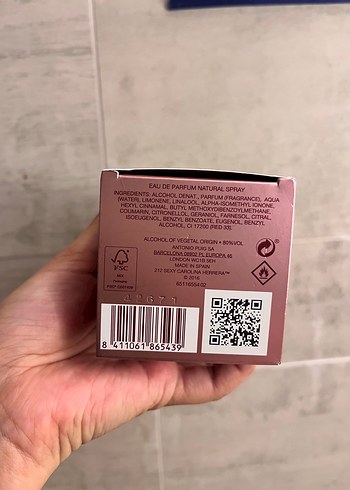 EAU DE PARFUM NATURAL SPRAY
INGREDIENTS: ALCOHOL DENAT., PARFUM (FRAGRANCE), AQUA
(WATER), LIMONENE, LINALOOL, ALPHA-ISOMETHYL IONONE,
HEXYL CINNAMAL, BUTYL METHOXYDIBENZOYLMETHANE,
COUMARIN, CITRONELLOL, GERANIOL, FARNESOL, CITRAL,
ISOEUGENOL, BENZYL BENZOATE, EUGENOL, BENZYL
ALCOHOL, CI 17200 (RED 33).
ALCOHOL OF VEGETAL ORIGIN • 80%VOL
ANTONIO PUIG SA
BARCELONA 08902 PL.EUROPA 46
LONDON WC1B 5EH
MADE IN SPAIN
212 SEXY CAROLINA HERRERA™
© 2016
FSC
MIX
8 411061 865439